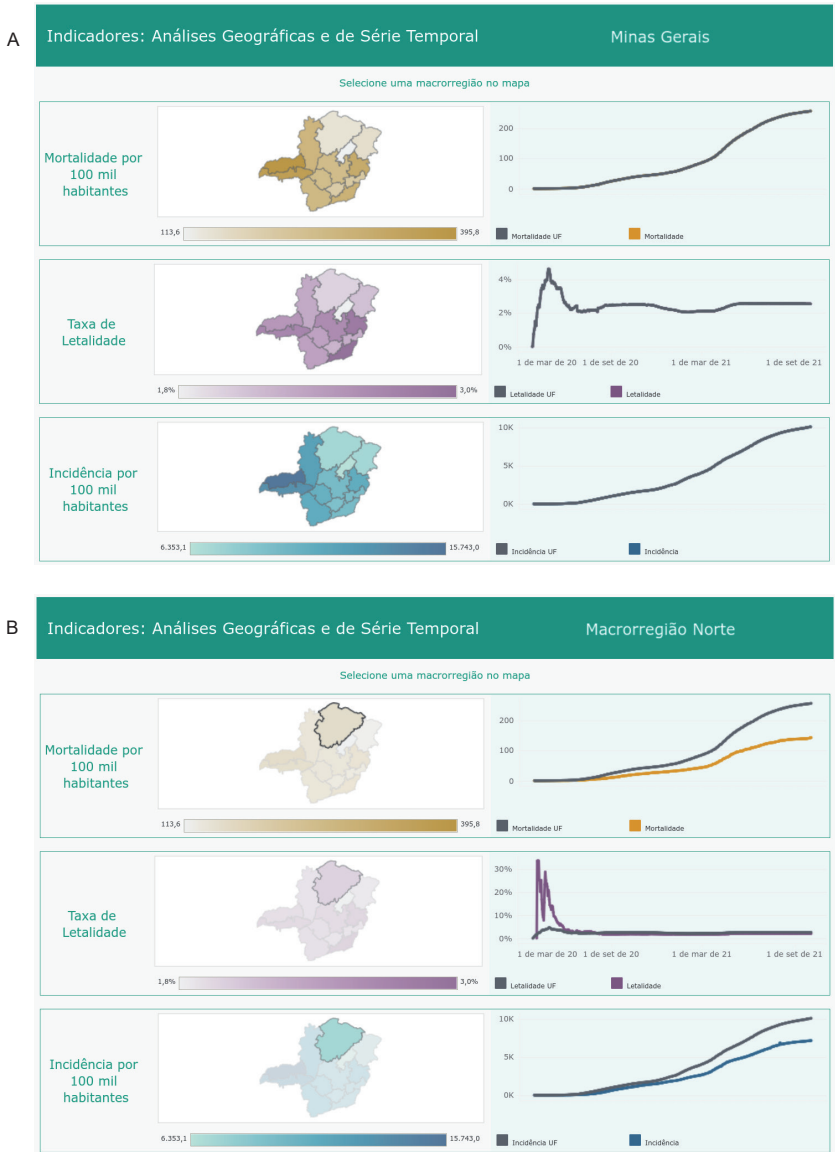 A
Indicadores: Análises Geográficas e de Série Temporal
Minas Gerais
Selecione uma macrorregião no mapa
Mortalidade por
100 mil
habitantes
113,6
395,8
200
100
0
Mortalidade UF
Mortalidade
Taxa de
Letalidade
1,8%
3,0%
4%
2%
0%
1 de mar de 20
1 de set de 20
1 de mar de 21
1 de set de 21
Letalidade UF
Letalidade
Incidência por
100 mil
habitantes
6.353,1
15.743,0
10K
5K
0K
Incidência UF
Incidência
B
Indicadores: Análises Geográficas e de Série Temporal
Macrorregião Norte
Selecione uma macrorregião no mapa
Mortalidade por
100 mil
habitantes
113,6
395,8
200
100
0
Mortalidade UF
Mortalidade
Taxa de
Letalidade
1,8%
3,0%
30%
20%
10%
0%
1 de mar de 20
1 de set de 20
1 de mar de 21
1 de set de 21
Letalidade UF
Letalidade
Incidência por
100 mil
habitantes
6.353,1
15.743,0
10K
5K
0K
Incidência UF
Incidência